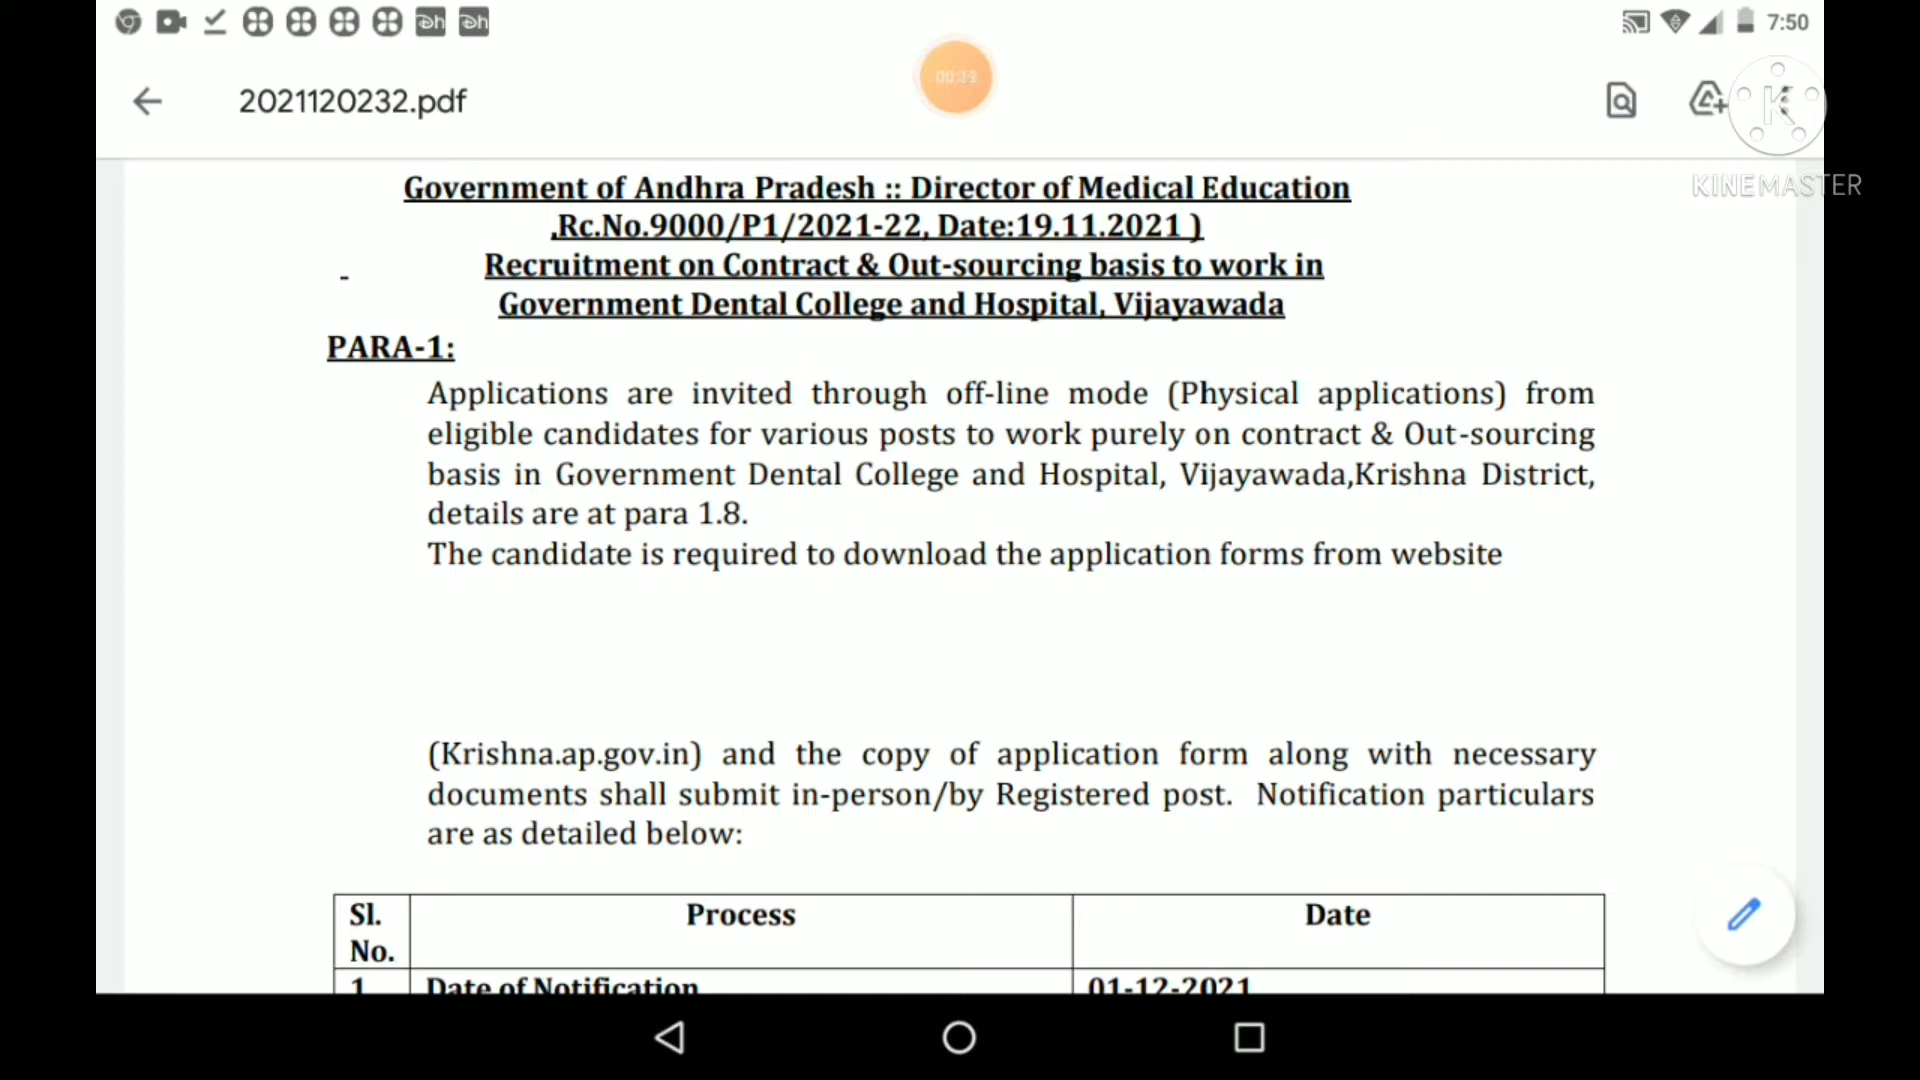 7:50
00:19
2021120232.pdf
KINEMASTER
Government of Andhra Pradesh :: Director of Medical Education
,Rc.No.9000/P1/2021-22, Date:19.11.2021 )
- Recruitment on Contract & Out-sourcing basis to work in
Government Dental College and Hospital, Vijayawada
PARA-1:
Applications are invited through off-line mode (Physical applications) from
eligible candidates for various posts to work purely on contract & Out-sourcing
basis in Government Dental College and Hospital, Vijayawada,Krishna District,
details are at para 1.8.
The candidate is required to download the application forms from website
(Krishna.ap.gov.in) and the copy of application form along with necessary
documents shall submit in-person/by Registered post. Notification particulars
are as detailed below:
Sl. No. Process Date
1 Date of Notification 01-12-2021